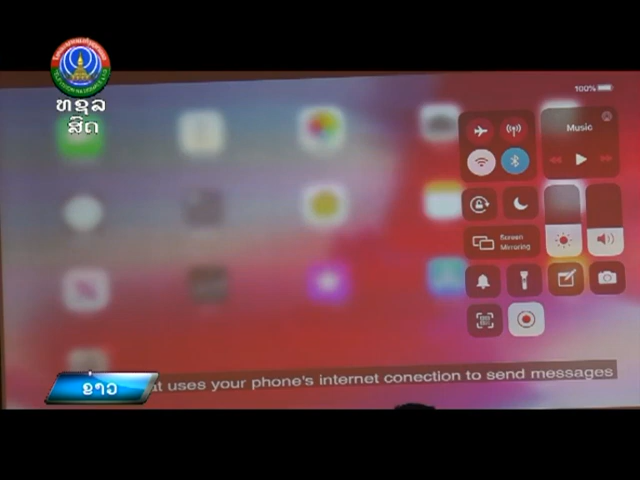 ທຊລ
ສົດ
100%
Music
Screen
Mirroring
at uses your phone's internet conection to send messages
ຂ່າວ